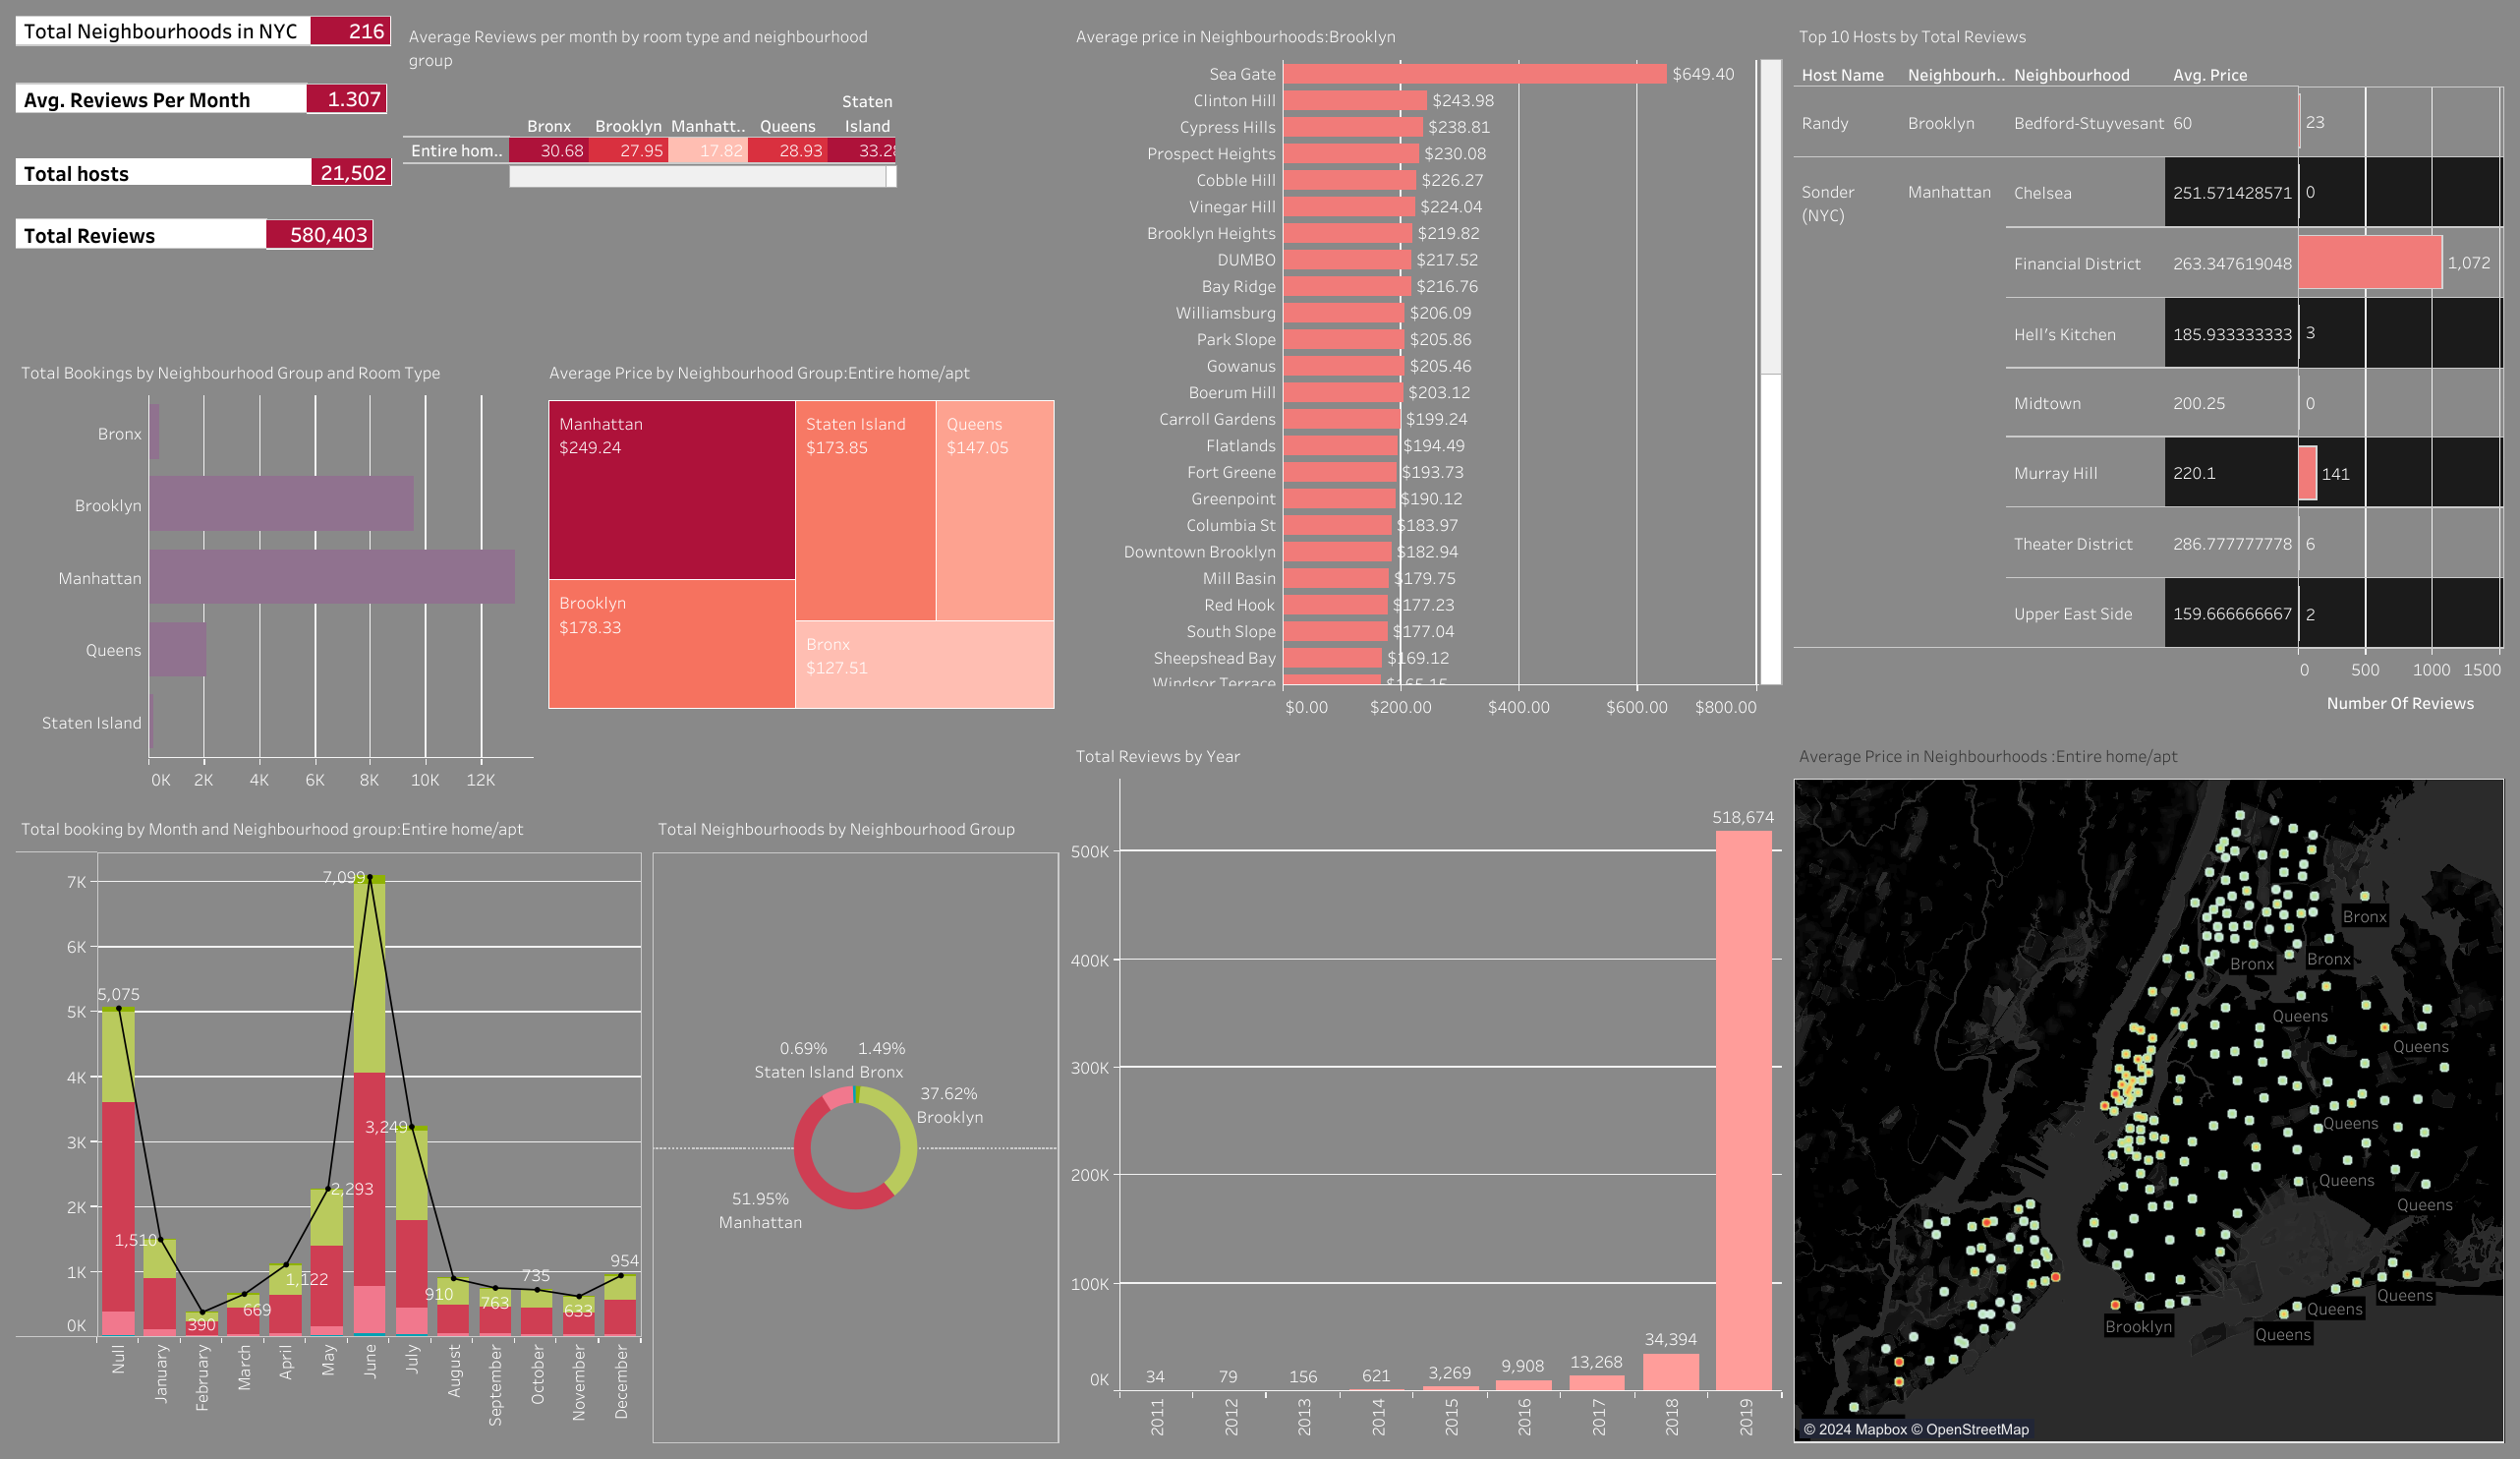 Total Neighbourhoods in NYC 216
Avg. Reviews Per Month 1.307
Total hosts 21,502
Total Reviews 580,403
Average Reviews per month by room type and neighbourhood
group
Staten
Bronx Brooklyn Manhatt.. Queens Island
Entire hom.. 30.68 27.95 17.82 28.93 33.28
Total Bookings by Neighbourhood Group and Room Type
Bronx
Brooklyn
Manhattan
Queens
Staten Island
0K 2K 4K 6K 8K 10K 12K
Average Price by Neighbourhood Group:Entire home/apt
Manhattan
$249.24
Staten Island
$173.85
Queens
$147.05
Brooklyn
$178.33
Bronx
$127.51
Average price in Neighbourhoods:Brooklyn
Sea Gate $649.40
Clinton Hill $243.98
Cypress Hills $238.81
Prospect Heights $230.08
Cobble Hill $226.27
Vinegar Hill $224.04
Brooklyn Heights $219.82
DUMBO $217.52
Bay Ridge $216.76
Williamsburg $206.09
Park Slope $205.86
Gowanus $205.46
Boerum Hill $203.12
Carroll Gardens $199.24
Flatlands $194.49
Fort Greene $193.73
Greenpoint $190.12
Columbia St $183.97
Downtown Brooklyn $182.94
Mill Basin $179.75
Red Hook $177.23
South Slope $177.04
Sheepshead Bay $169.12
Windsor Terrace $165.15
$0.00 $200.00 $400.00 $600.00 $800.00
Top 10 Hosts by Total Reviews
Host Name Neighbourh.. Neighbourhood Avg. Price
Randy Brooklyn Bedford-Stuyvesant 60 23
Sonder Manhattan Chelsea 251.571428571 0
(NYC)
Financial District 263.347619048 1,072
Hell's Kitchen 185.933333333 3
Midtown 200.25 0
Murray Hill 220.1 141
Theater District 286.777777778 6
Upper East Side 159.666666667 2
0 500 1000 1500
Number Of Reviews
Total booking by Month and Neighbourhood group:Entire home/apt
7K
6K
5K
4K
3K
2K
1K
0K
5,075
1,510
390
669
1,122
2,293
7,099
3,249
910
763
735
633
954
Null
January
February
March
April
May
June
July
August
September
October
November
December
Total Neighbourhoods by Neighbourhood Group
0.69%
Staten Island
1.49%
Bronx
37.62%
Brooklyn
51.95%
Manhattan
Total Reviews by Year
500K
400K
300K
200K
100K
0K
34
79
156
621
3,269
9,908
13,268
34,394
518,674
2011
2012
2013
2014
2015
2016
2017
2018
2019
Average Price in Neighbourhoods :Entire home/apt
Bronx
Bronx
Bronx
Queens
Queens
Queens
Queens
Queens
Queens
Queens
Brooklyn
Queens
© 2024 Mapbox © OpenStreetMap